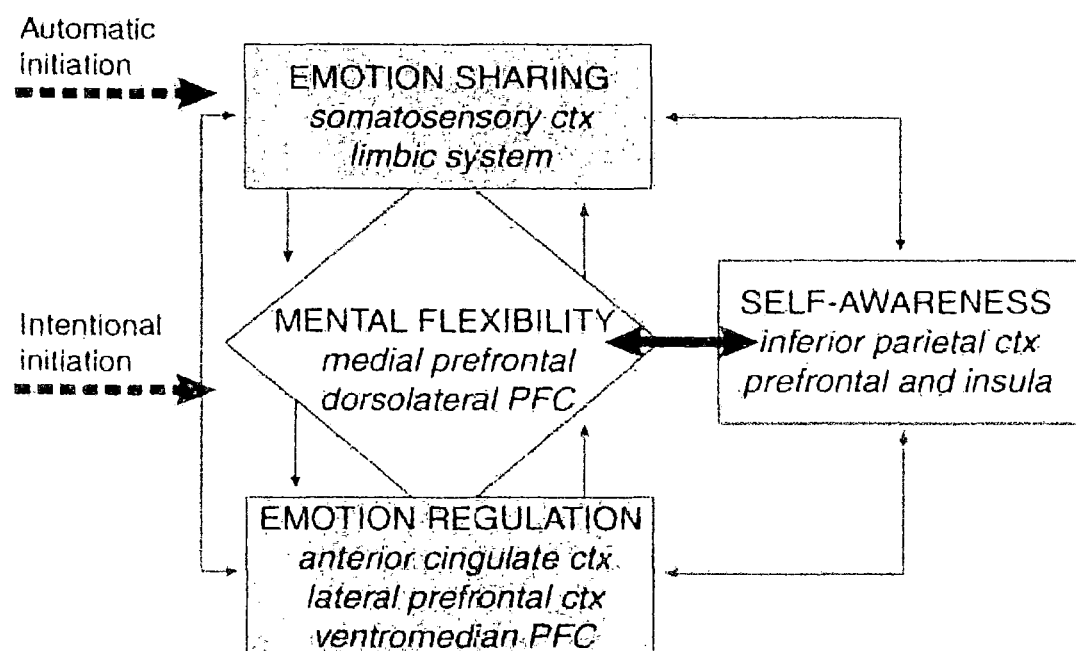 Automatic
initiation
EMOTION SHARING
somatosensory ctx
limbic system
Intentional
initiation
MENTAL FLEXIBILITY
medial prefrontal
dorsolateral PFC
SELF-AWARENESS
inferior parietal ctx
prefrontal and insula
EMOTION REGULATION
anterior cingulate ctx
lateral prefrontal ctx
ventromedian PFC